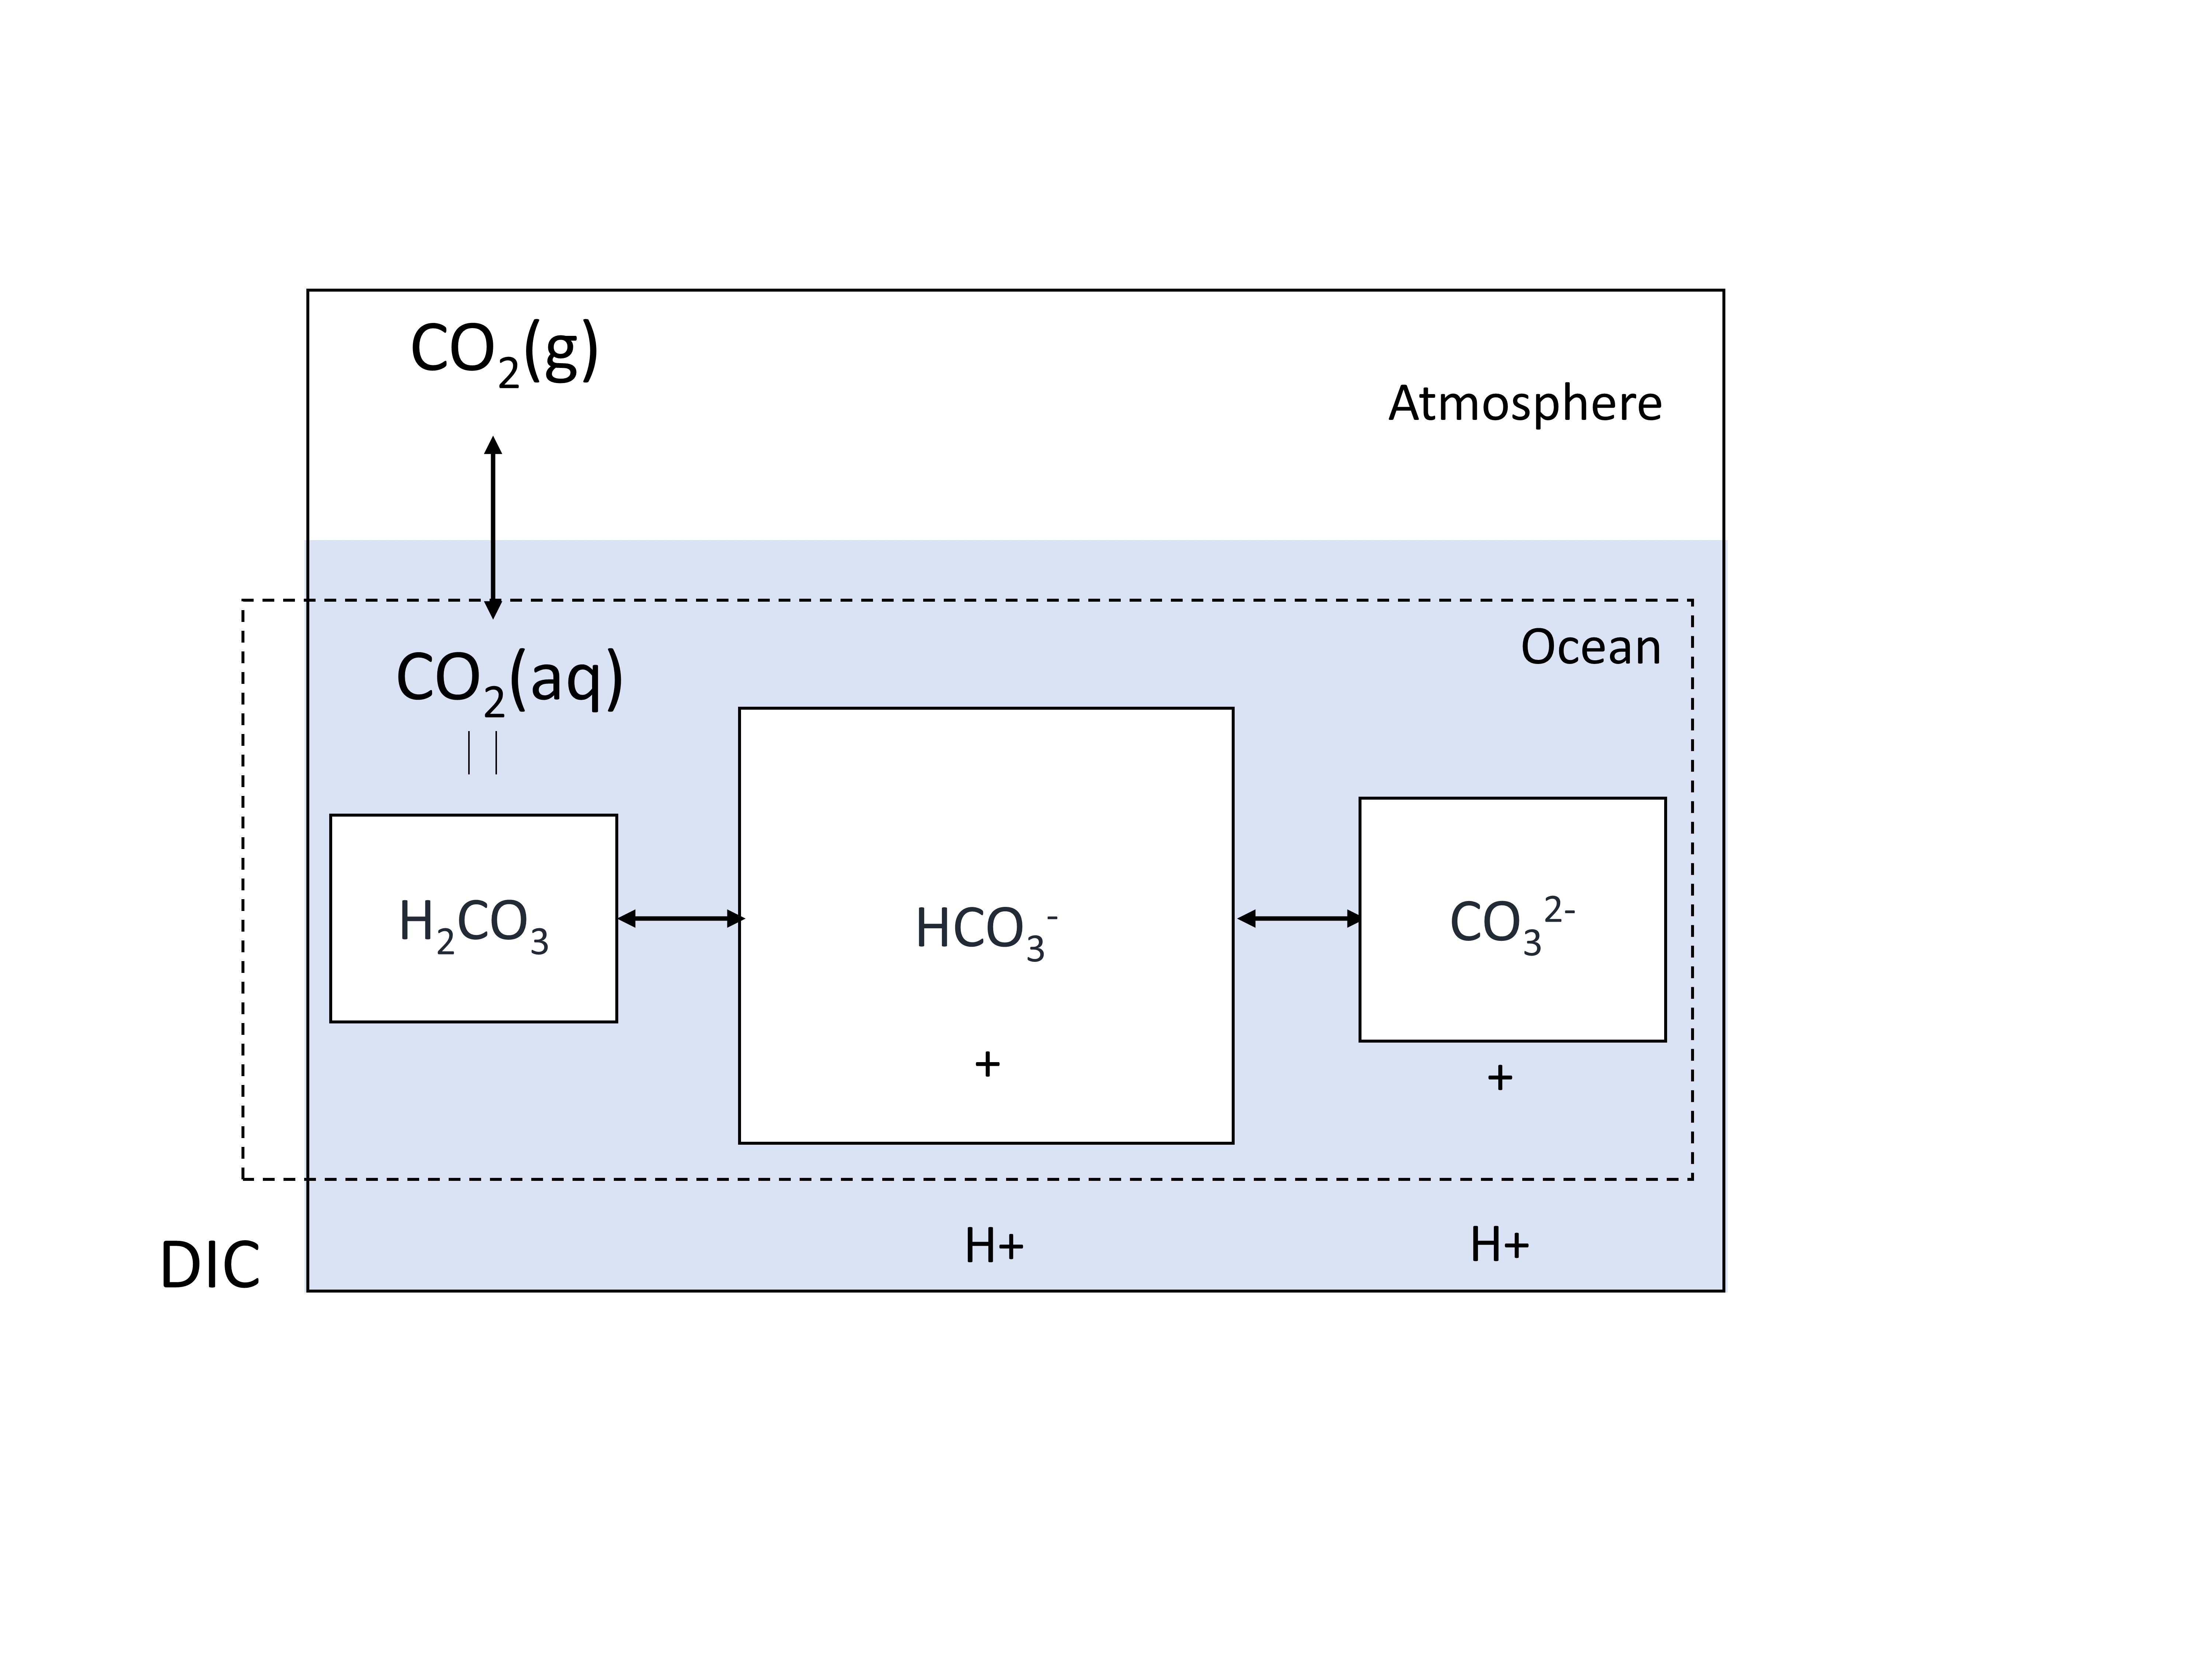 CO₂(g)
Atmosphere
Ocean
CO₂(aq)
H₂CO₃
HCO₃⁻
CO₃²⁻
+
+
H+
H+
DIC